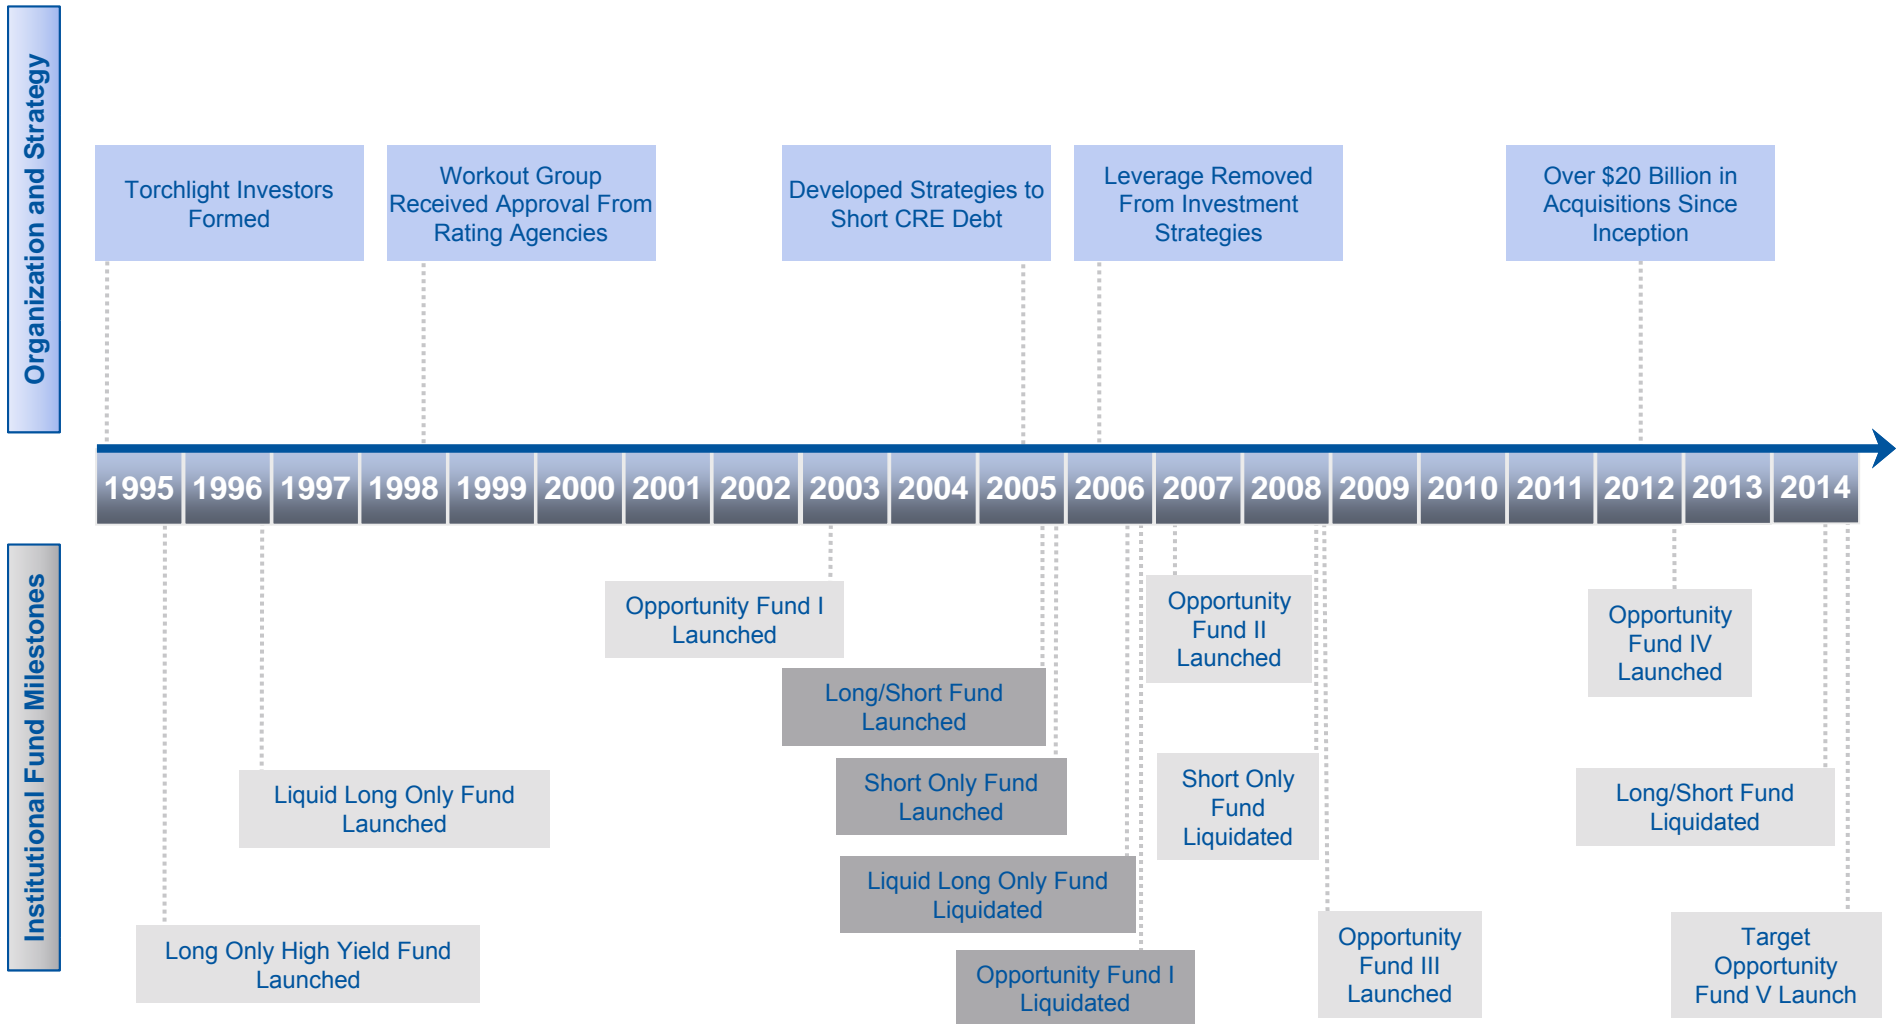 Organization and Strategy
Torchlight Investors
Formed
Workout Group
Received Approval From
Rating Agencies
Developed Strategies to
Short CRE Debt
Leverage Removed
From Investment
Strategies
Over $20 Billion in
Acquisitions Since
Inception
1995 1996 1997 1998 1999 2000 2001 2002 2003 2004 2005 2006 2007 2008 2009 2010 2011 2012 2013 2014
Institutional Fund Milestones
Opportunity Fund I
Launched
Opportunity
Fund II
Launched
Opportunity
Fund IV
Launched
Long/Short Fund
Launched
Liquid Long Only Fund
Launched
Short Only Fund
Launched
Short Only
Fund
Liquidated
Long/Short Fund
Liquidated
Liquid Long Only Fund
Liquidated
Long Only High Yield Fund
Launched
Opportunity Fund I
Liquidated
Opportunity
Fund III
Launched
Target
Opportunity
Fund V Launch